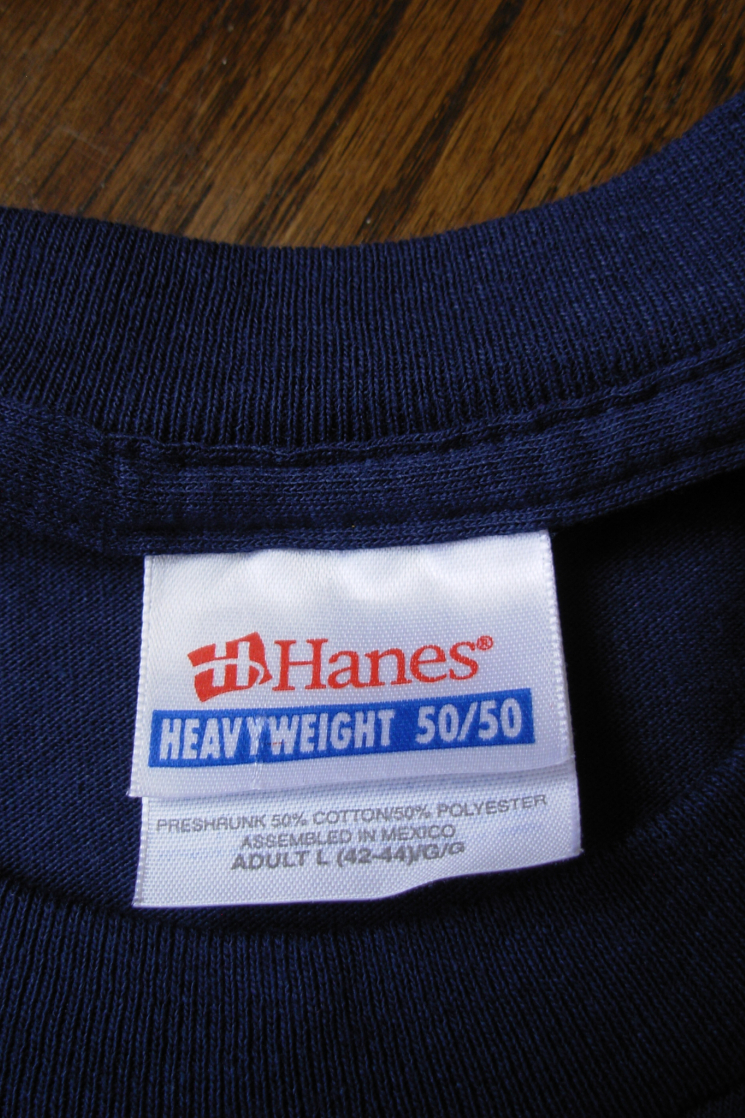 Hanes®
HEAVYWEIGHT 50/50
PRESHRUNK 50% COTTON/50% POLYESTER
ASSEMBLED IN MEXICO
ADULT L (42-44)/G/G